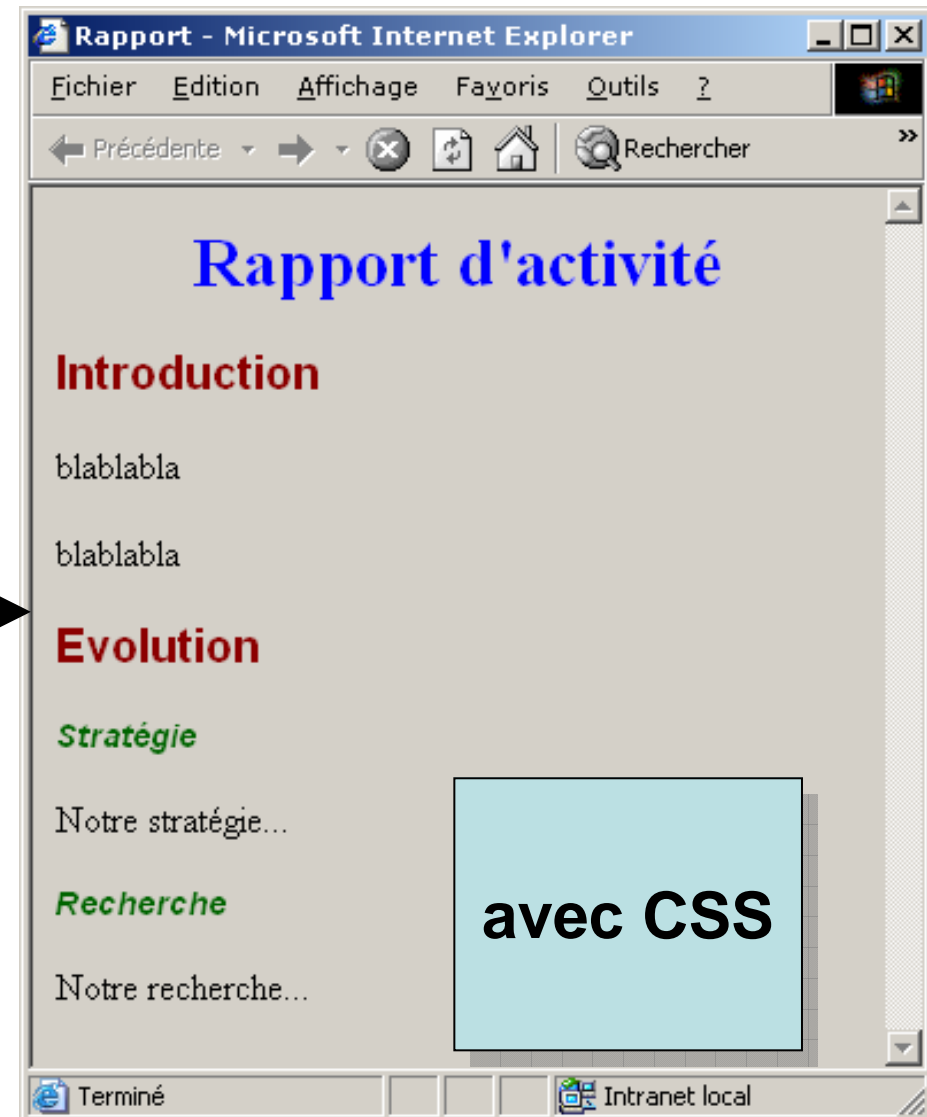 Rapport - Microsoft Internet Explorer
Fichier Edition Affichage Favoris Outils ?
Précédente Rechercher »
Rapport d'activité
Introduction
blablabla
blablabla
Evolution
Stratégie
Notre stratégie...
Recherche
Notre recherche...
avec CSS
Terminé Intranet local